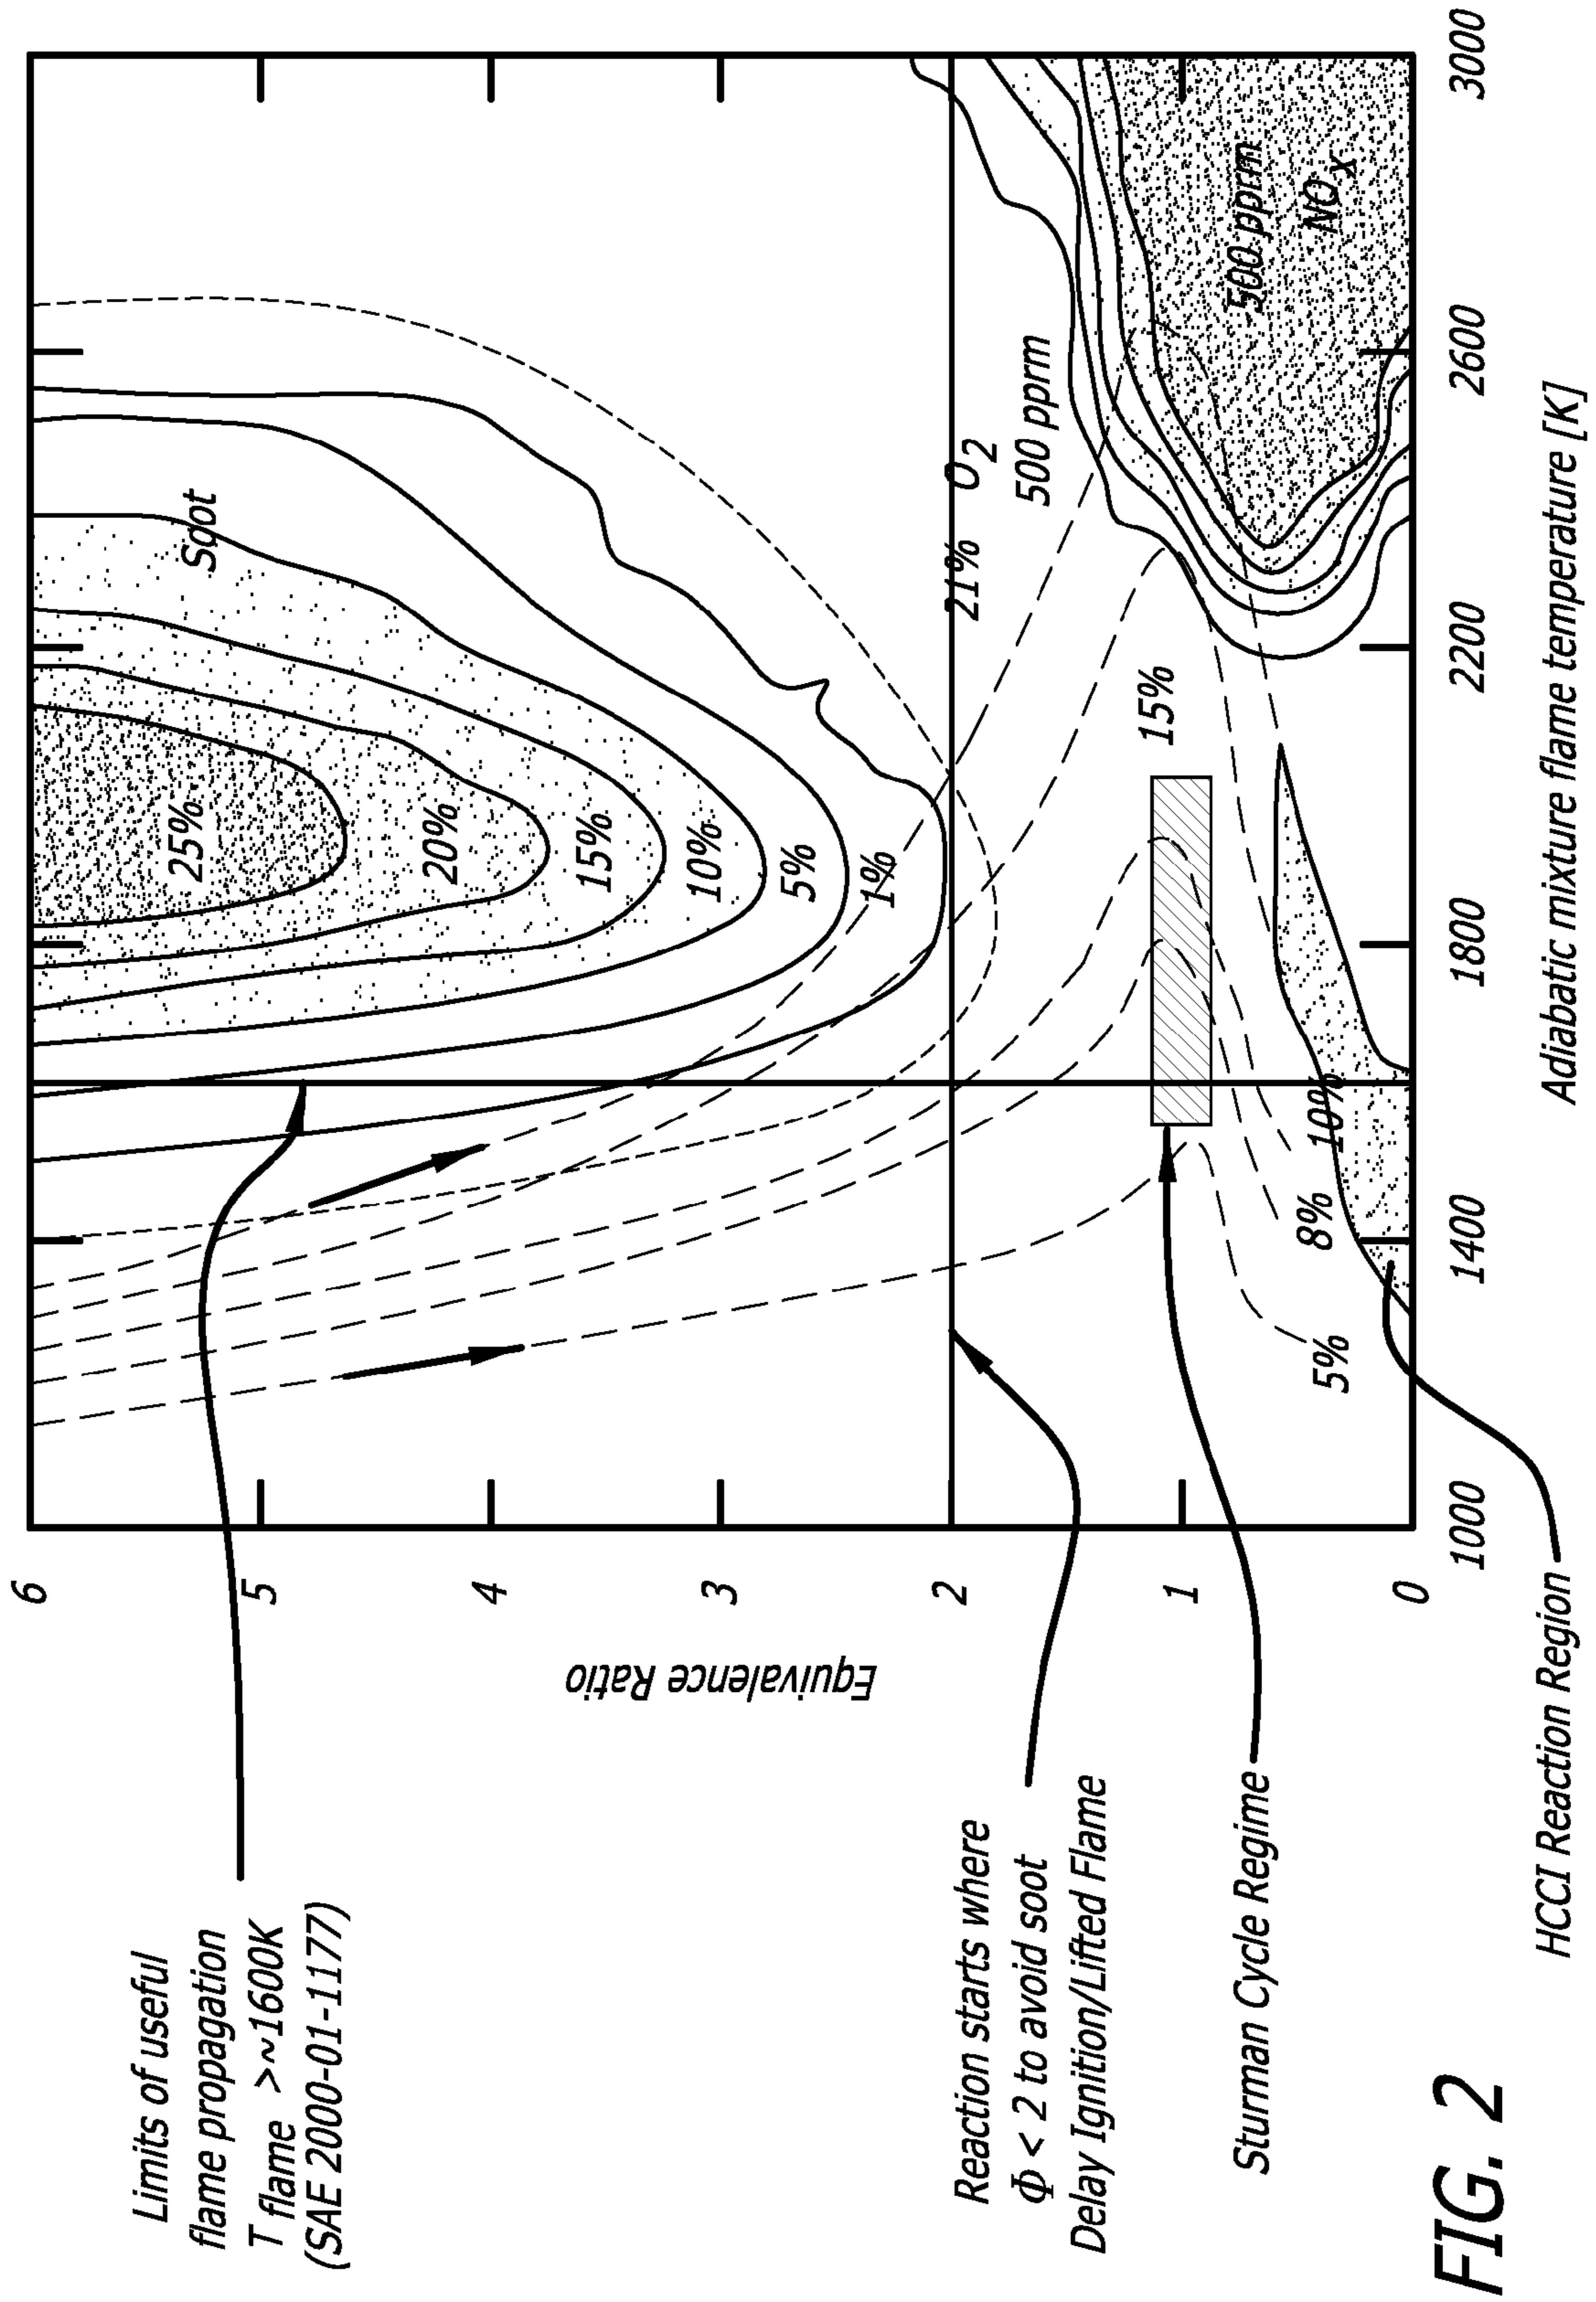 6
5
4
3
2
1
0
Equivalence Ratio
1000
1400
1800
2200
2600
3000
Adiabatic mixture flame temperature [K]
Soot
25%
20%
15%
10%
5%
1%
21% O2
500 pprm
15%
10%
8%
5%
500 pprm
NOx
Limits of useful
flame propagation
T flame >~1600K
(SAE 2000-01-1177)
Reaction starts where
Φ < 2 to avoid soot
Delay Ignition/Lifted Flame
Sturman Cycle Regime
HCCI Reaction Region
FIG. 2